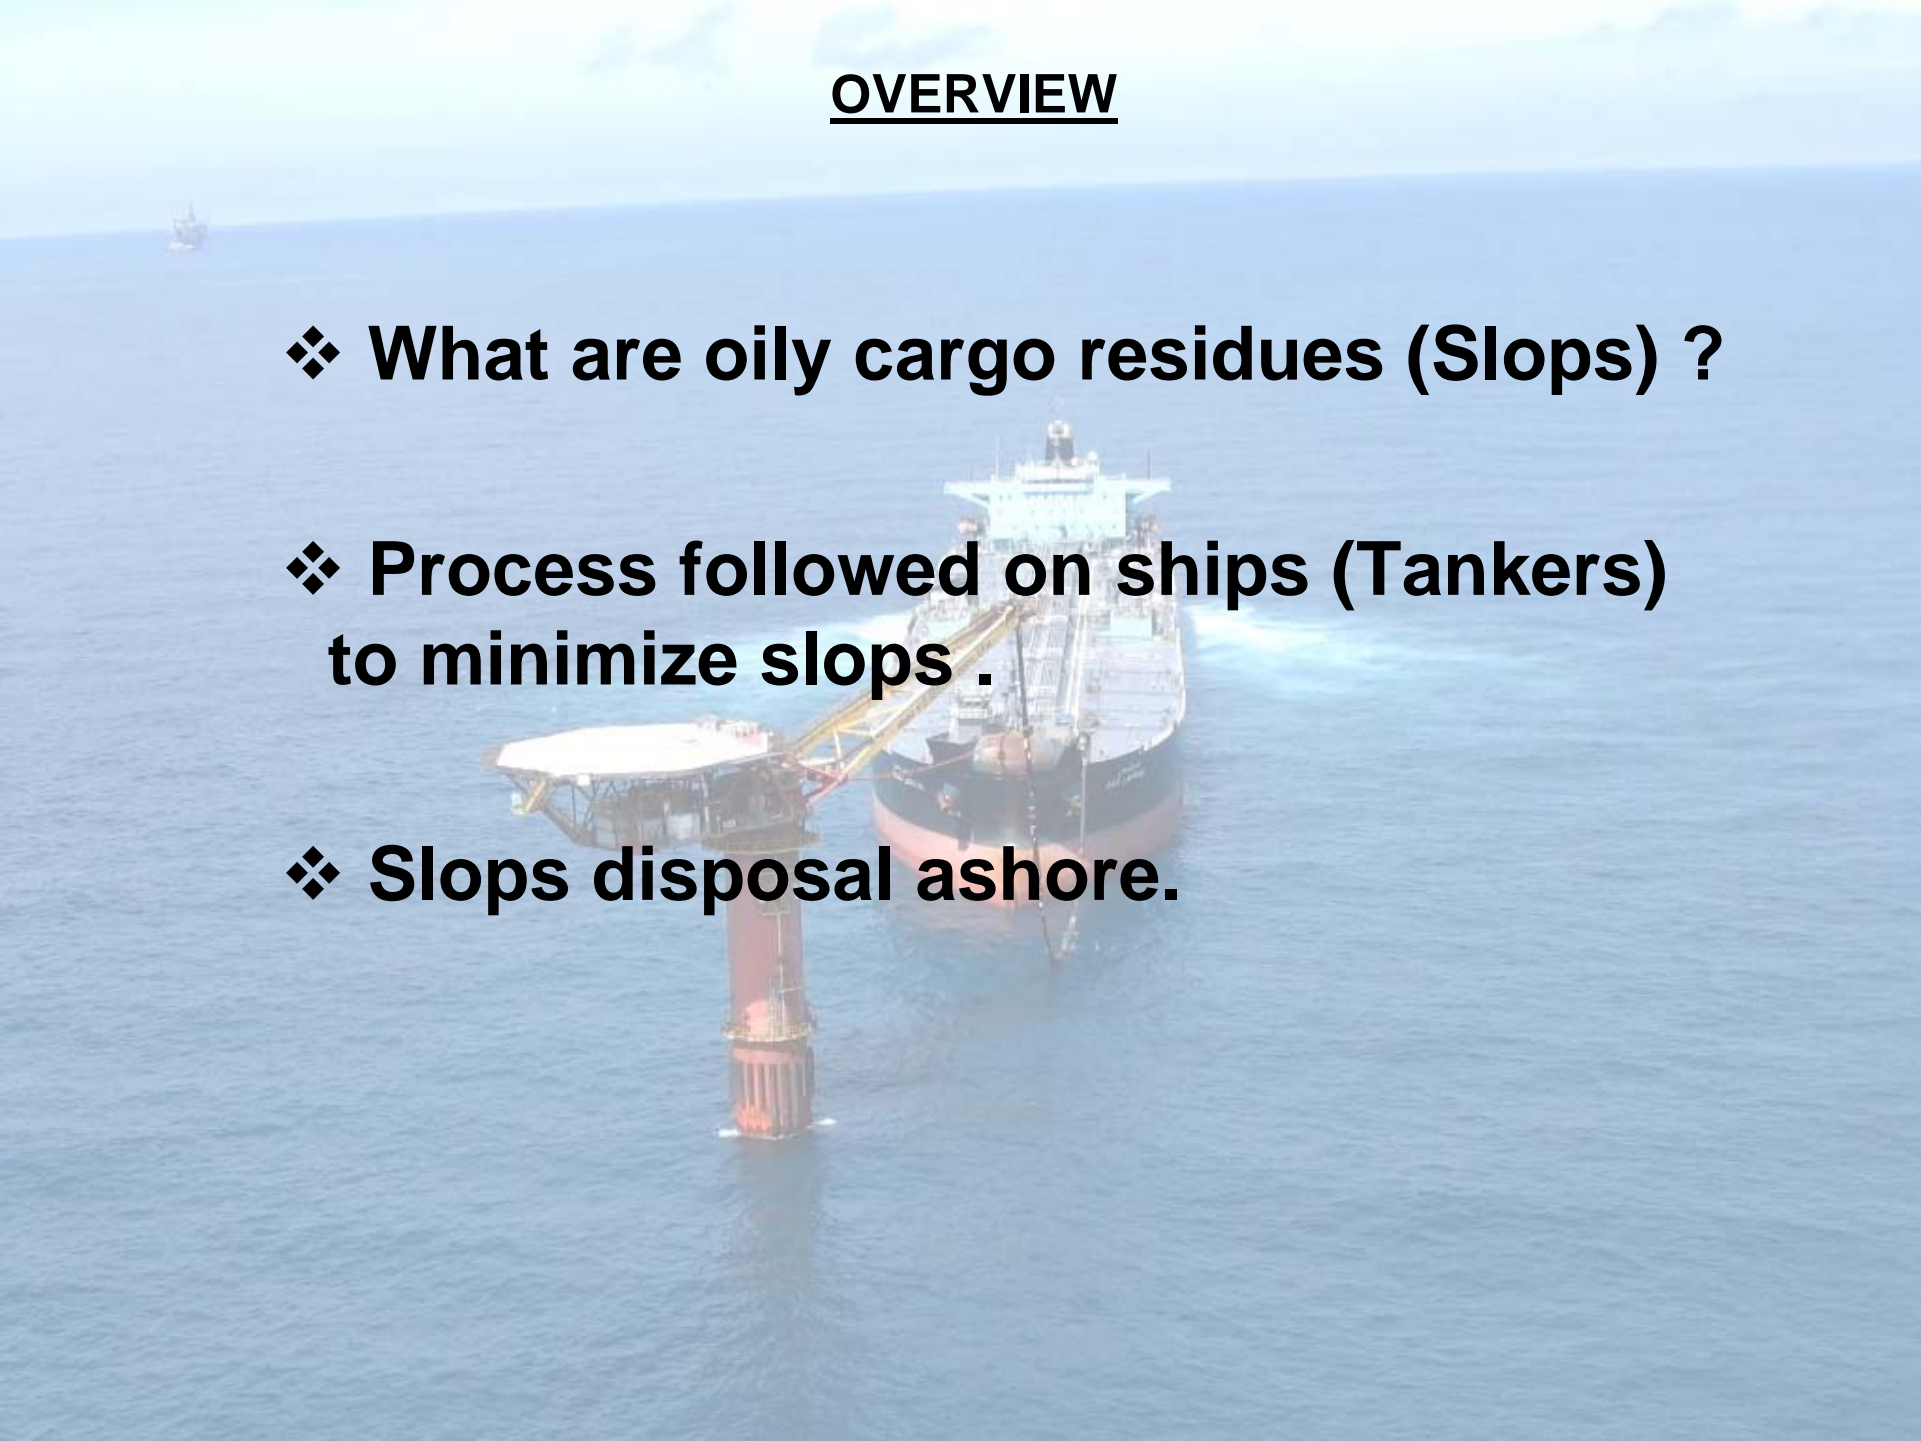 OVERVIEW
❖ What are oily cargo residues (Slops) ?
❖ Process followed on ships (Tankers)
to minimize slops .
❖ Slops disposal ashore.